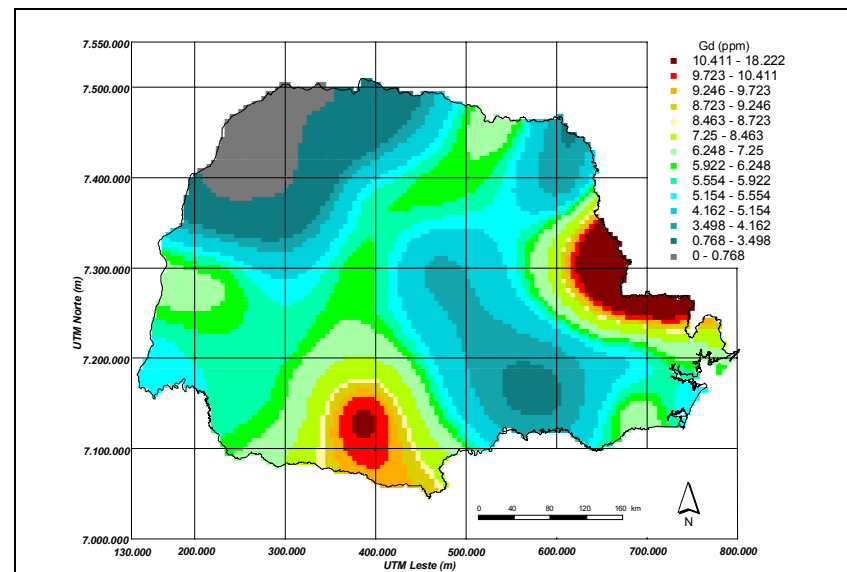 Gd (ppm)
10.411 - 18.222
9.723 - 10.411
9.246 - 9.723
8.723 - 9.246
8.463 - 8.723
7.25 - 8.463
6.248 - 7.25
5.922 - 6.248
5.554 - 5.922
5.154 - 5.554
4.162 - 5.154
3.498 - 4.162
0.768 - 3.498
0 - 0.768
UTM Norte (m)
7.550.000
7.500.000
7.400.000
7.300.000
7.200.000
7.100.000
7.000.000
0 40 80 120 160 km
N
130.000 200.000 300.000 400.000 500.000 600.000 700.000 800.000
UTM Leste (m)